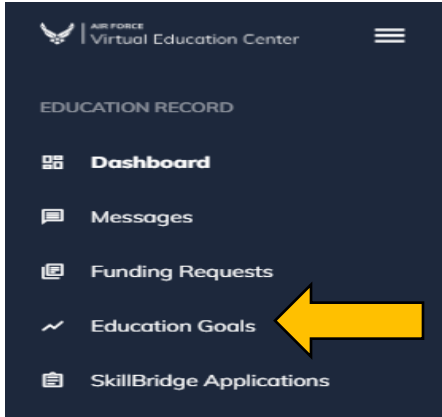 AIR FORCE
Virtual Education Center
EDUCATION RECORD
Dashboard
Messages
Funding Requests
Education Goals
SkillBridge Applications